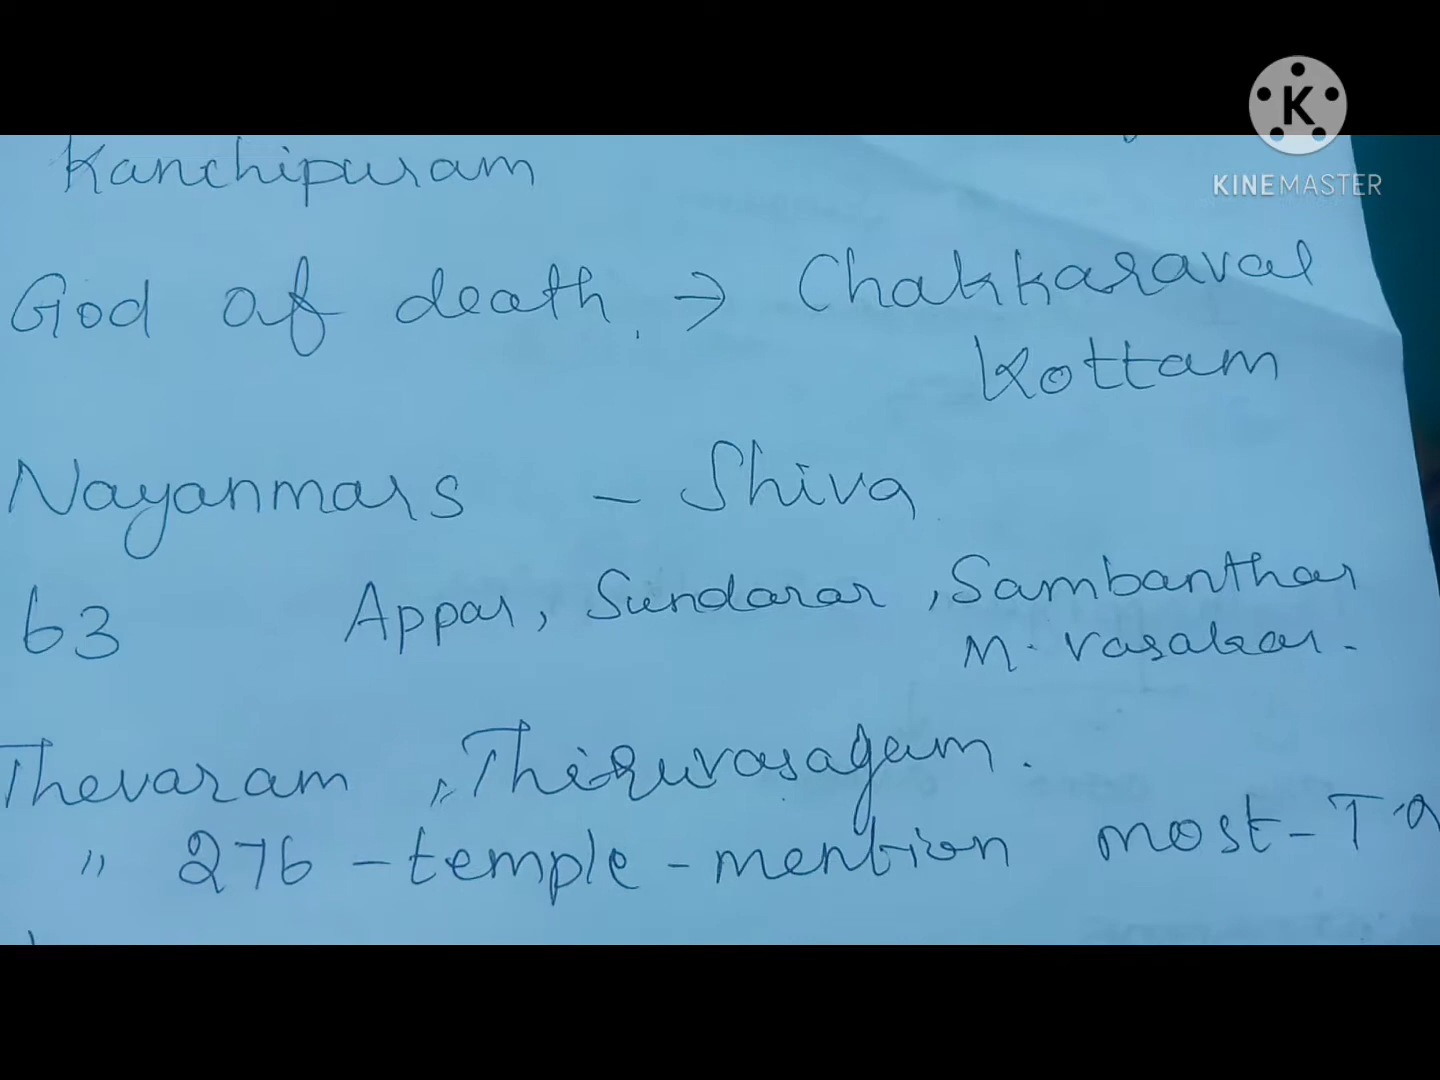 K
KINEMASTER
Kanchipuram
God of death. → Chakkaraval
Kottam
Nayanmars - Shiva
63 Appar, Sundarar, Sambanthar
M. vasakar.
Thevaram, Thiruvasagam.
" 276 - temple - mention most - T